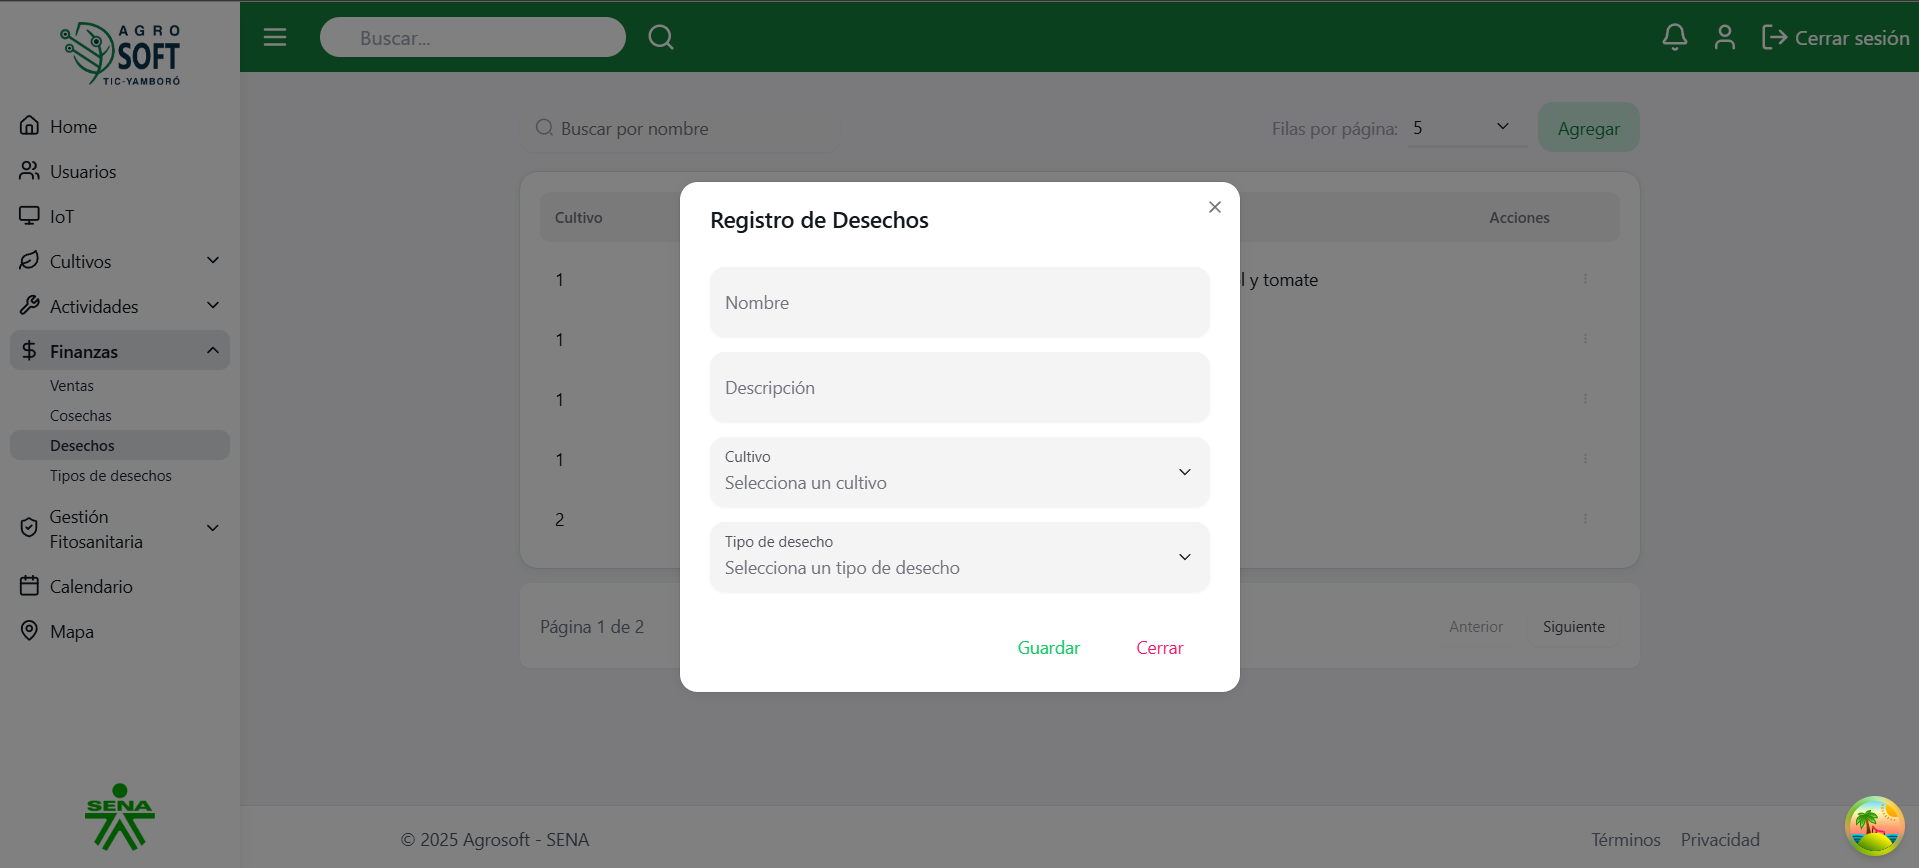 AGRO
SOFT
TIC-YAMBORÓ
Buscar...
Cerrar sesión
Home
Usuarios
IoT
Cultivos
Actividades
Finanzas
Ventas
Cosechas
Desechos
Tipos de desechos
Gestión
Fitosanitaria
Calendario
Mapa
SENA
Buscar por nombre
Filas por página: 5
Agregar
Cultivo
Acciones
1
l y tomate
1
1
1
2
Página 1 de 2
Anterior
Siguiente
Registro de Desechos
Nombre
Descripción
Cultivo
Selecciona un cultivo
Tipo de desecho
Selecciona un tipo de desecho
Guardar
Cerrar
© 2025 Agrosoft - SENA
Términos
Privacidad